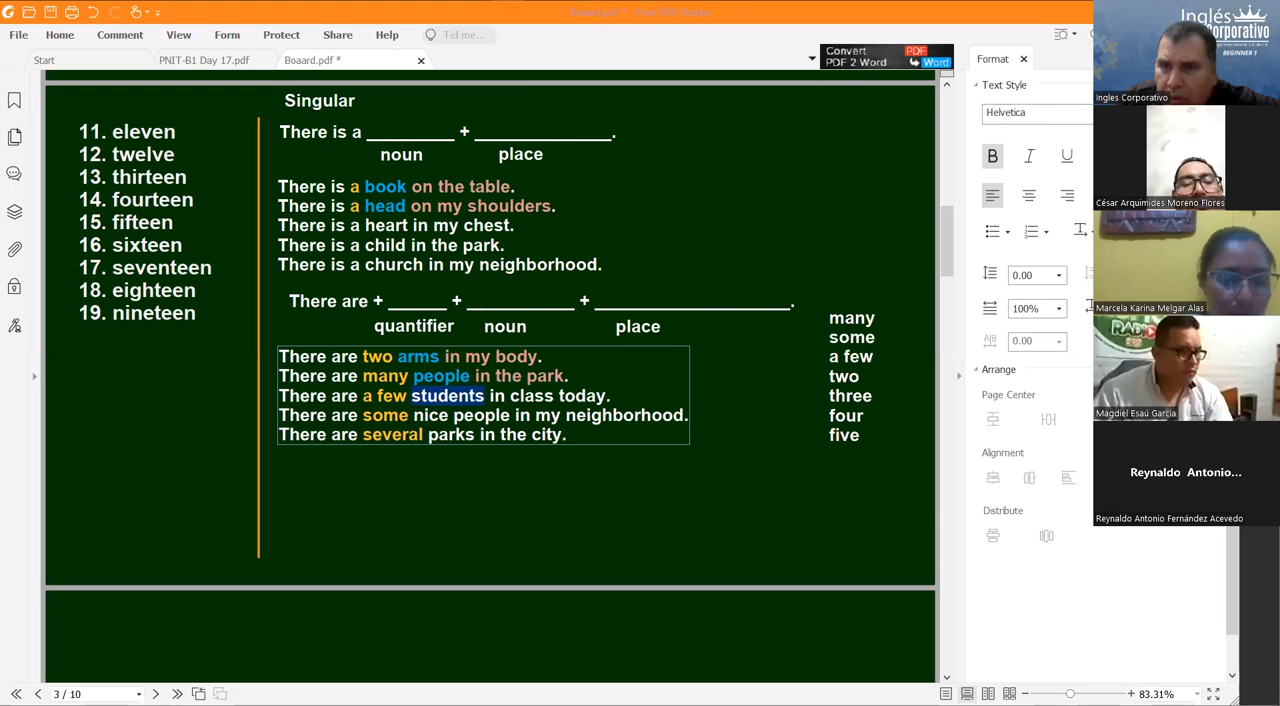 File Home Comment View Form Protect Share Help Tell me...
Start PNIT-B1 Day 17.pdf Boaard.pdf *
Convert PDF
PDF 2 Word Word
Singular
There is a ________ + _____________.
noun place
11. eleven
12. twelve
13. thirteen
14. fourteen
15. fifteen
16. sixteen
17. seventeen
18. eighteen
19. nineteen
There is a book on the table.
There is a head on my shoulders.
There is a heart in my chest.
There is a child in the park.
There is a church in my neighborhood.
There are + ______ + __________ + __________________.
quantifier noun place
There are two arms in my body.
There are many people in the park.
There are a few students in class today.
There are some nice people in my neighborhood.
There are several parks in the city.
many
some
a few
two
three
four
five
3 / 10
83.31%
Format
Text Style
Helvetica
B I U
0.00
100%
0.00
Arrange
Page Center
Alignment
Distribute
Inglés
Corporativo
BEGINNER 1
Ingles Corporativo
César Arquimides Moreno Flores
Marcela Karina Melgar Alas
RADIO
Magdiel Esaú Garcia
Reynaldo Antonio...
Reynaldo Antonio Fernández Acevedo